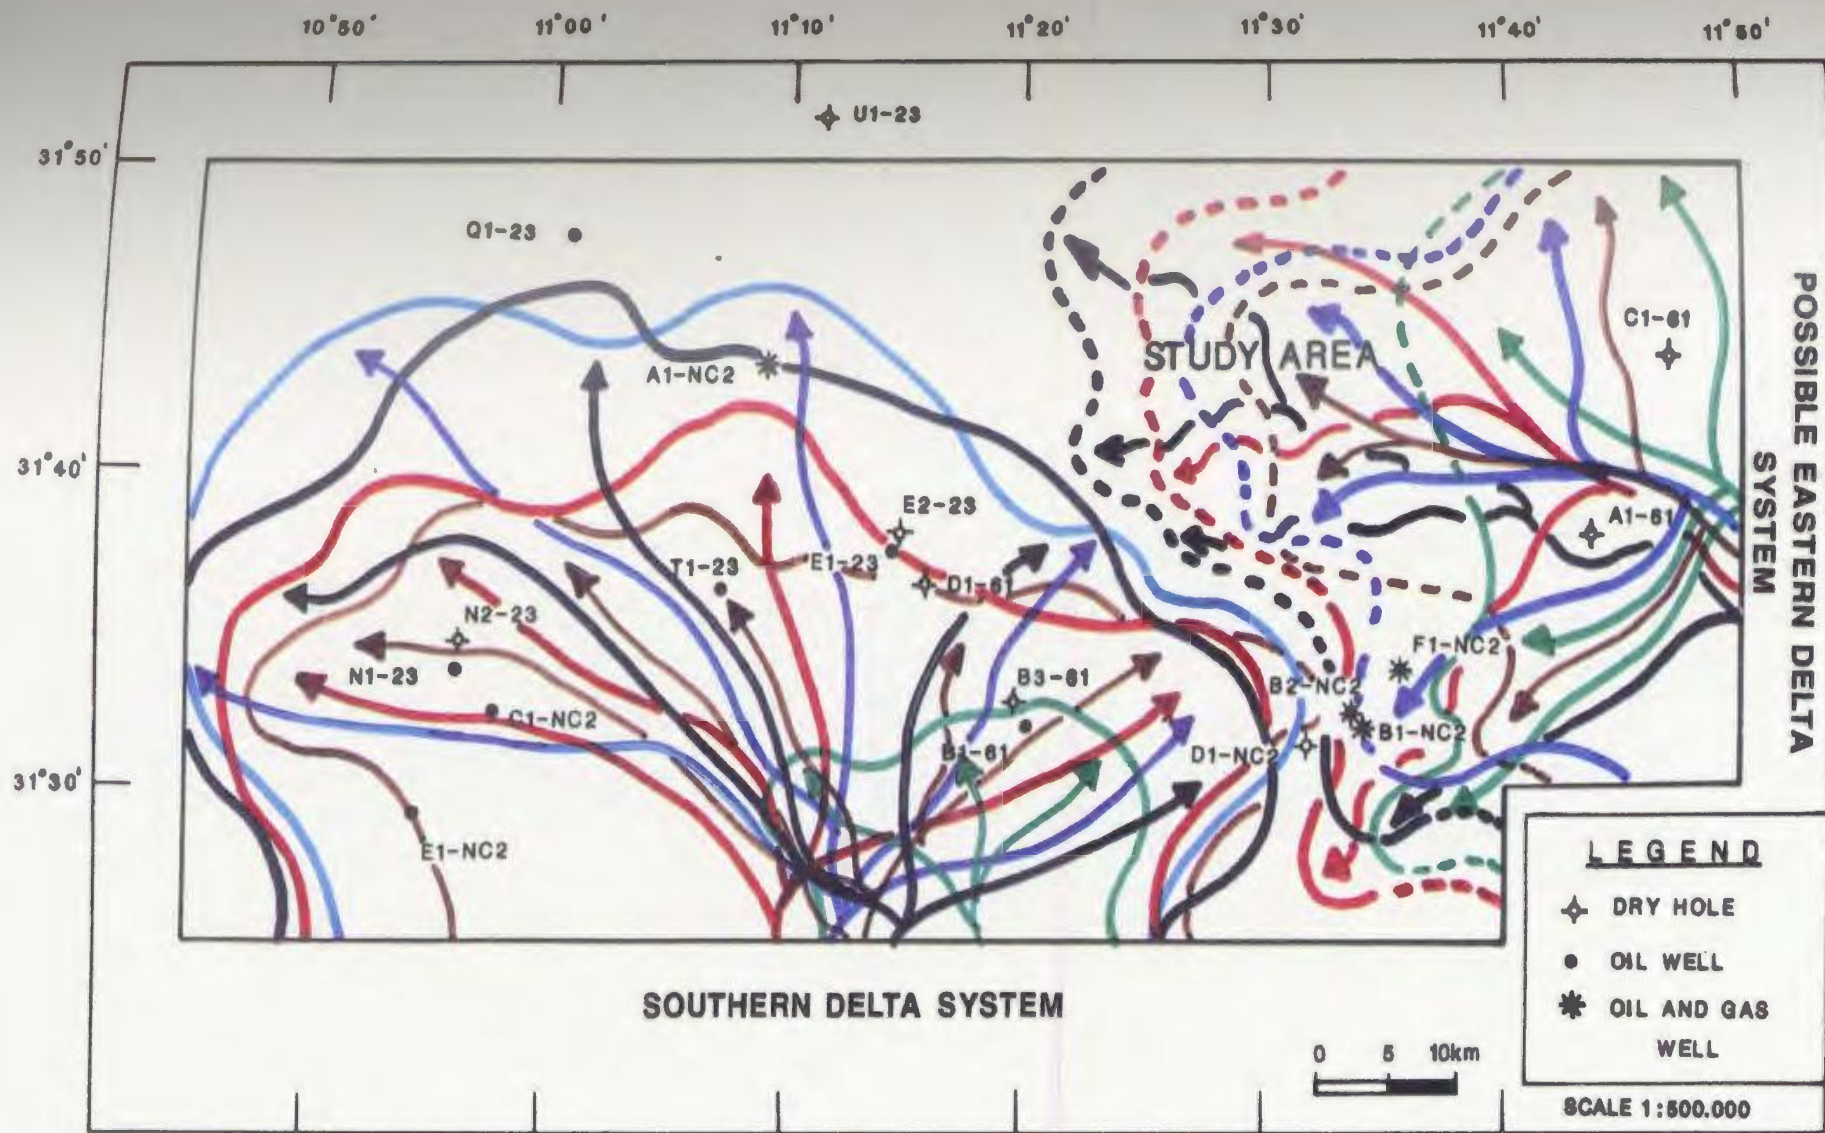 10°50' 11°00' 11°10' 11°20' 11°30' 11°40' 11°50'
U1-23
31°50'
Q1-23
C1-61
STUDY AREA
A1-NC2
POSSIBLE EASTERN DELTA
SYSTEM
31°40'
E2-23
A1-61
E1-23
T1-23
D1-61
N2-23
F1-NC2
N1-23
B3-61
B2-NC2
C1-NC2
B1-NC2
B1-61
D1-NC2
31°30'
E1-NC2
LEGEND
DRY HOLE
OIL WELL
OIL AND GAS
WELL
SOUTHERN DELTA SYSTEM
0 5 10km
SCALE 1:500.000